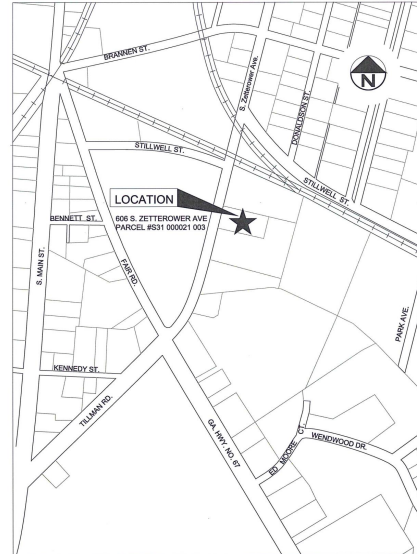 BRANNEN ST.
S. Zetterower Ave.
N
DONALDSON ST.
STILLWELL ST.
STILLWELL ST.
LOCATION
606 S. ZETTEROWER AVE
PARCEL #S31 000021 003
BENNETT ST.
S. MAIN ST.
FAIR RD.
PARK AVE.
KENNEDY ST.
TILLMAN RD.
GA. HWY. NO. 67
ED MOORE CT.
WENDWOOD DR.